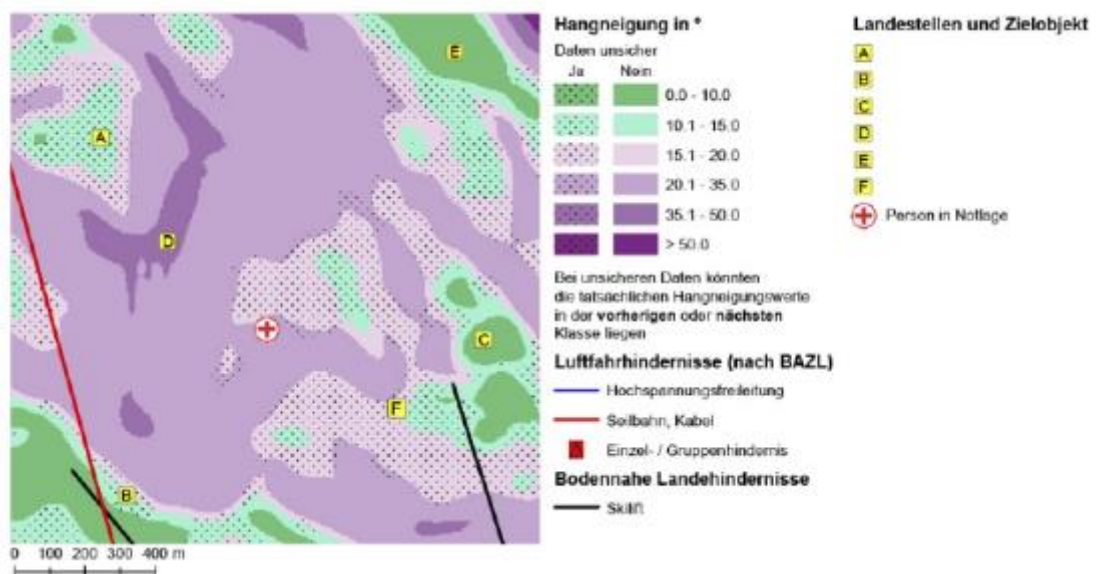 E
A
D
C
F
B
0 100 200 300 400 m
Hangneigung in °
Daten unsicher
Ja Nein
0.0 - 10.0
10.1 - 15.0
15.1 - 20.0
20.1 - 35.0
35.1 - 50.0
> 50.0
Bei unsicheren Daten könnten
die tatsächlichen Hangneigungswerte
in der vorherigen oder nächsten
Klasse liegen
Luftfahrhindernisse (nach BAZL)
Hochspannungsfreileitung
Seilbahn, Kabel
Einzel- / Gruppenhindernis
Bodennahe Landehindernisse
Skilift
Landestellen und Zielobjekt
A
B
C
D
E
F
Person in Notlage